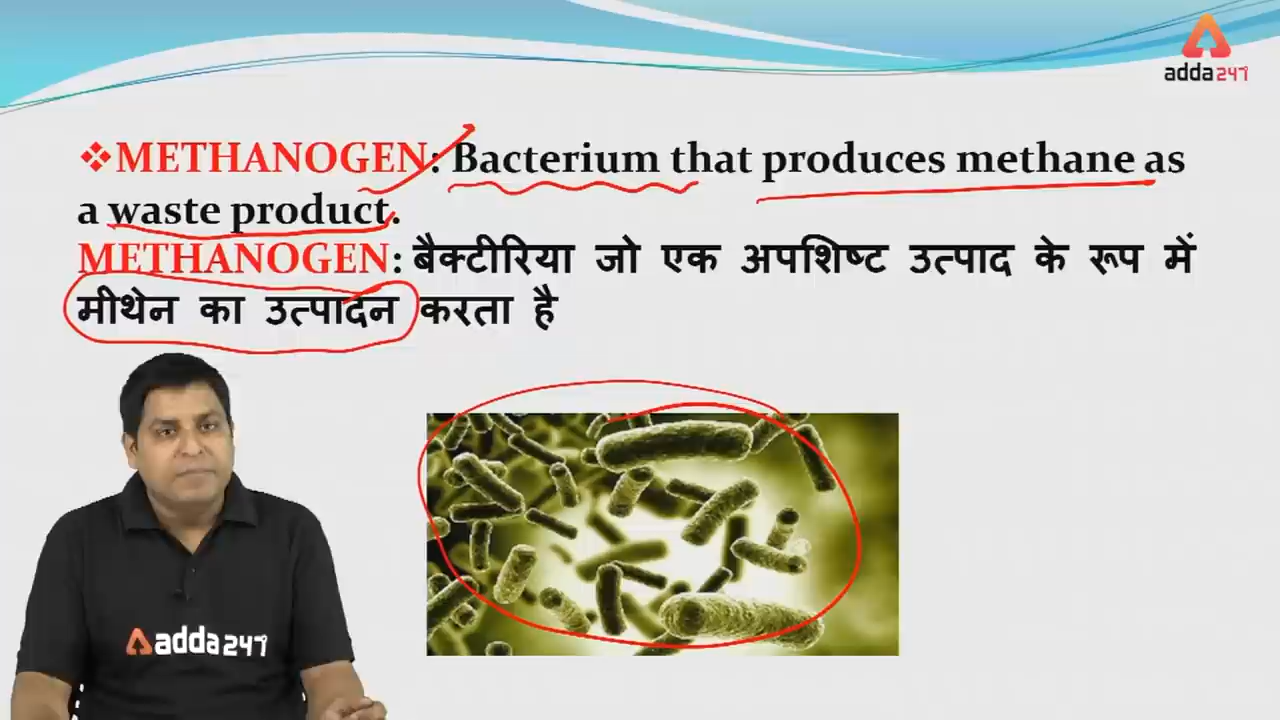 adda247
❖METHANOGEN: Bacterium that produces methane as
a waste product.
METHANOGEN: बैक्टीरिया जो एक अपशिष्ट उत्पाद के रूप में
मीथेन का उत्पादन करता है
adda247